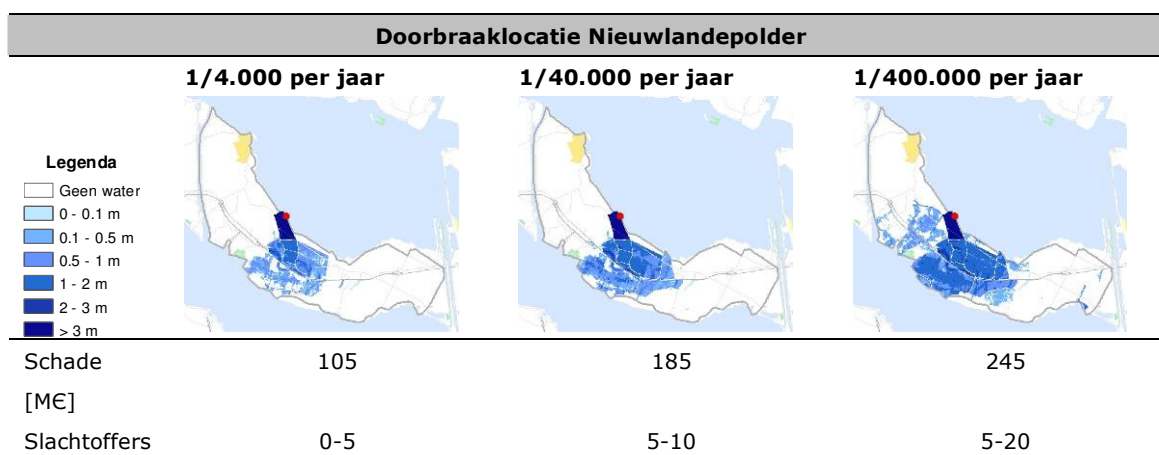 Doorbraaklocatie Nieuwlandepolder
1/4.000 per jaar 1/40.000 per jaar 1/400.000 per jaar
Legenda
Geen water
0 - 0.1 m
0.1 - 0.5 m
0.5 - 1 m
1 - 2 m
2 - 3 m
> 3 m
Schade 105 185 245
[M€]
Slachtoffers 0-5 5-10 5-20